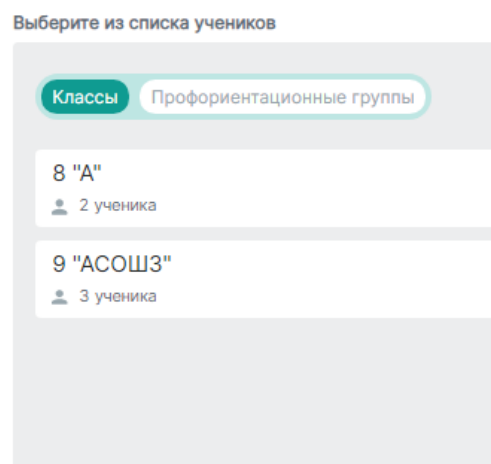 Выберите из списка учеников
Классы Профориентационные группы
8 "А"
2 ученика
9 "АСОШ3"
3 ученика